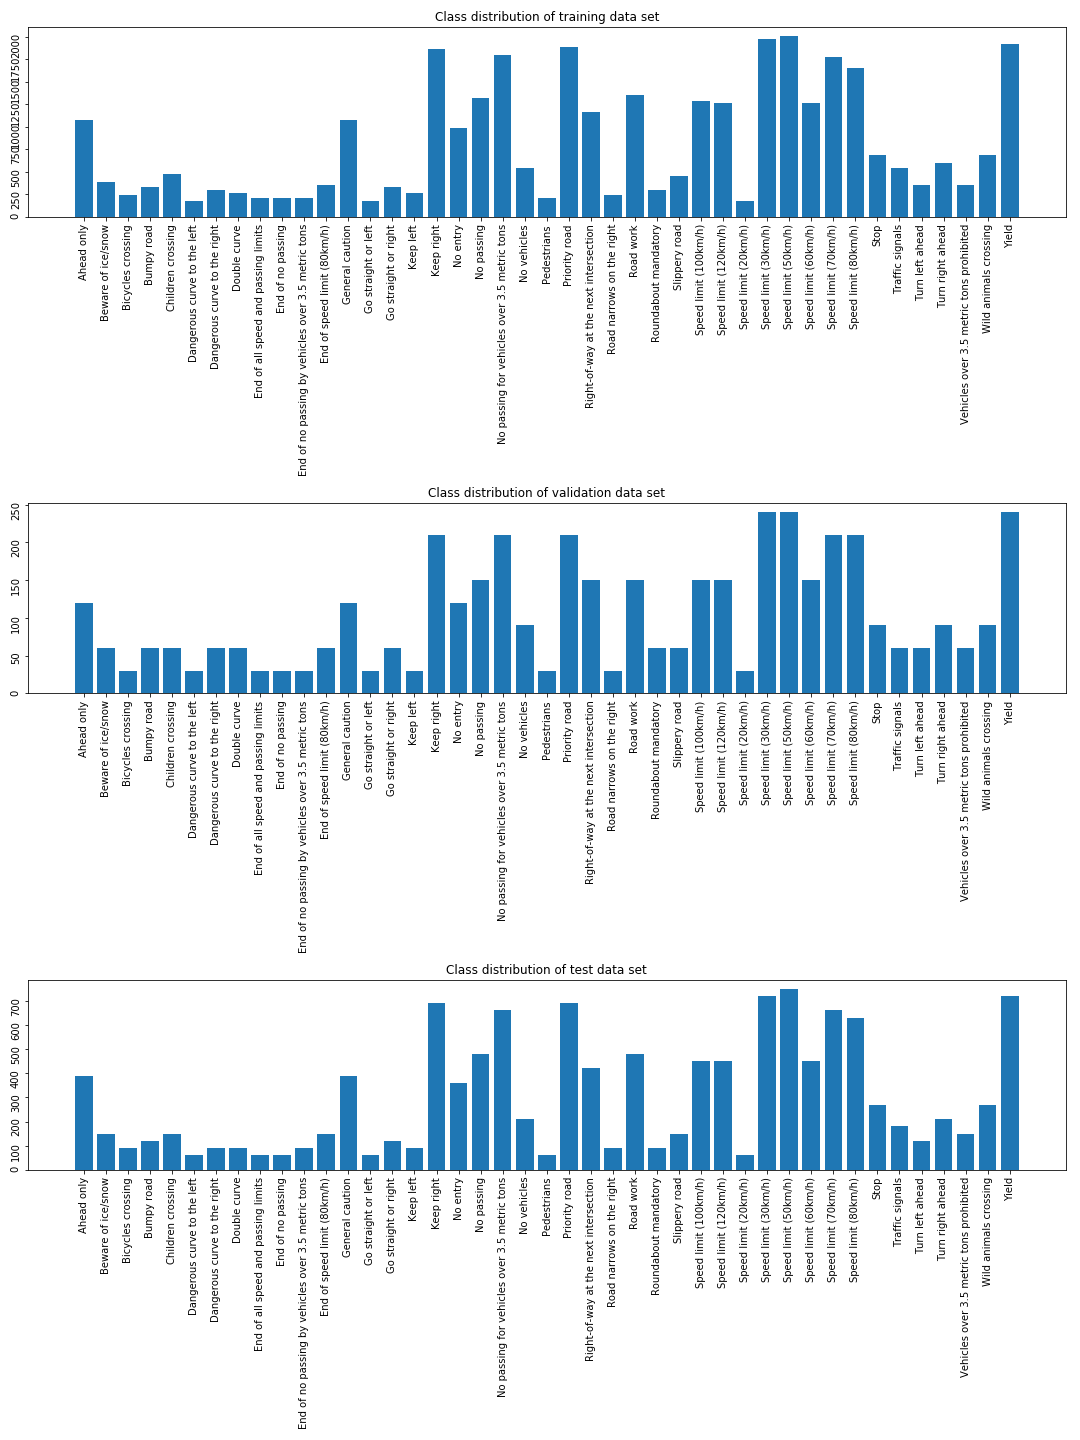 Class distribution of training data set
2000
1750
1500
1250
1000
750
500
250
0
Ahead only
Beware of ice/snow
Bicycles crossing
Bumpy road
Children crossing
Dangerous curve to the left
Dangerous curve to the right
Double curve
End of all speed and passing limits
End of no passing
End of no passing by vehicles over 3.5 metric tons
End of speed limit (80km/h)
General caution
Go straight or left
Go straight or right
Keep left
Keep right
No entry
No passing
No passing for vehicles over 3.5 metric tons
No vehicles
Pedestrians
Priority road
Right-of-way at the next intersection
Road narrows on the right
Road work
Roundabout mandatory
Slippery road
Speed limit (100km/h)
Speed limit (120km/h)
Speed limit (20km/h)
Speed limit (30km/h)
Speed limit (50km/h)
Speed limit (60km/h)
Speed limit (70km/h)
Speed limit (80km/h)
Stop
Traffic signals
Turn left ahead
Turn right ahead
Vehicles over 3.5 metric tons prohibited
Wild animals crossing
Yield
Class distribution of validation data set
250
200
150
100
50
0
Ahead only
Beware of ice/snow
Bicycles crossing
Bumpy road
Children crossing
Dangerous curve to the left
Dangerous curve to the right
Double curve
End of all speed and passing limits
End of no passing
End of no passing by vehicles over 3.5 metric tons
End of speed limit (80km/h)
General caution
Go straight or left
Go straight or right
Keep left
Keep right
No entry
No passing
No passing for vehicles over 3.5 metric tons
No vehicles
Pedestrians
Priority road
Right-of-way at the next intersection
Road narrows on the right
Road work
Roundabout mandatory
Slippery road
Speed limit (100km/h)
Speed limit (120km/h)
Speed limit (20km/h)
Speed limit (30km/h)
Speed limit (50km/h)
Speed limit (60km/h)
Speed limit (70km/h)
Speed limit (80km/h)
Stop
Traffic signals
Turn left ahead
Turn right ahead
Vehicles over 3.5 metric tons prohibited
Wild animals crossing
Yield
Class distribution of test data set
700
600
500
400
300
200
100
0
Ahead only
Beware of ice/snow
Bicycles crossing
Bumpy road
Children crossing
Dangerous curve to the left
Dangerous curve to the right
Double curve
End of all speed and passing limits
End of no passing
End of no passing by vehicles over 3.5 metric tons
End of speed limit (80km/h)
General caution
Go straight or left
Go straight or right
Keep left
Keep right
No entry
No passing
No passing for vehicles over 3.5 metric tons
No vehicles
Pedestrians
Priority road
Right-of-way at the next intersection
Road narrows on the right
Road work
Roundabout mandatory
Slippery road
Speed limit (100km/h)
Speed limit (120km/h)
Speed limit (20km/h)
Speed limit (30km/h)
Speed limit (50km/h)
Speed limit (60km/h)
Speed limit (70km/h)
Speed limit (80km/h)
Stop
Traffic signals
Turn left ahead
Turn right ahead
Vehicles over 3.5 metric tons prohibited
Wild animals crossing
Yield